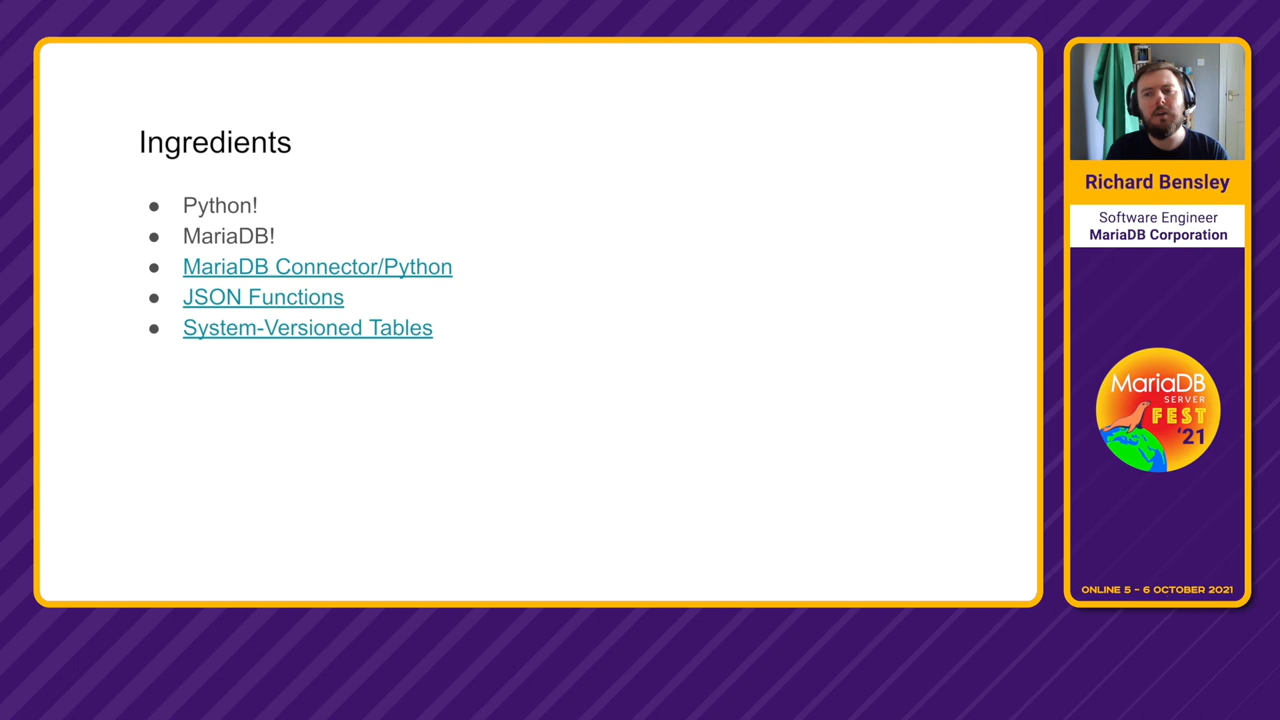 Ingredients
● Python!
● MariaDB!
● MariaDB Connector/Python
● JSON Functions
● System-Versioned Tables
Richard Bensley
Software Engineer
MariaDB Corporation
MariaDB
SERVER
FEST
'21
ONLINE 5 – 6 OCTOBER 2021